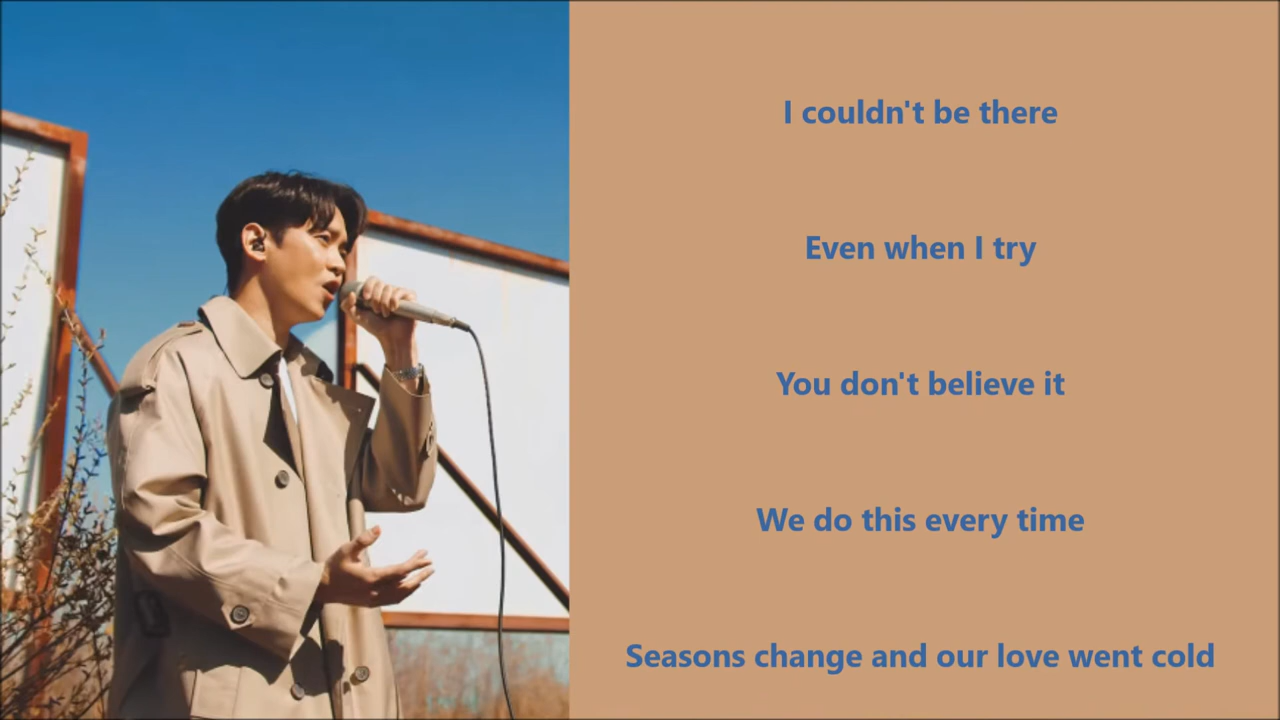 I couldn't be there
Even when I try
You don't believe it
We do this every time
Seasons change and our love went cold